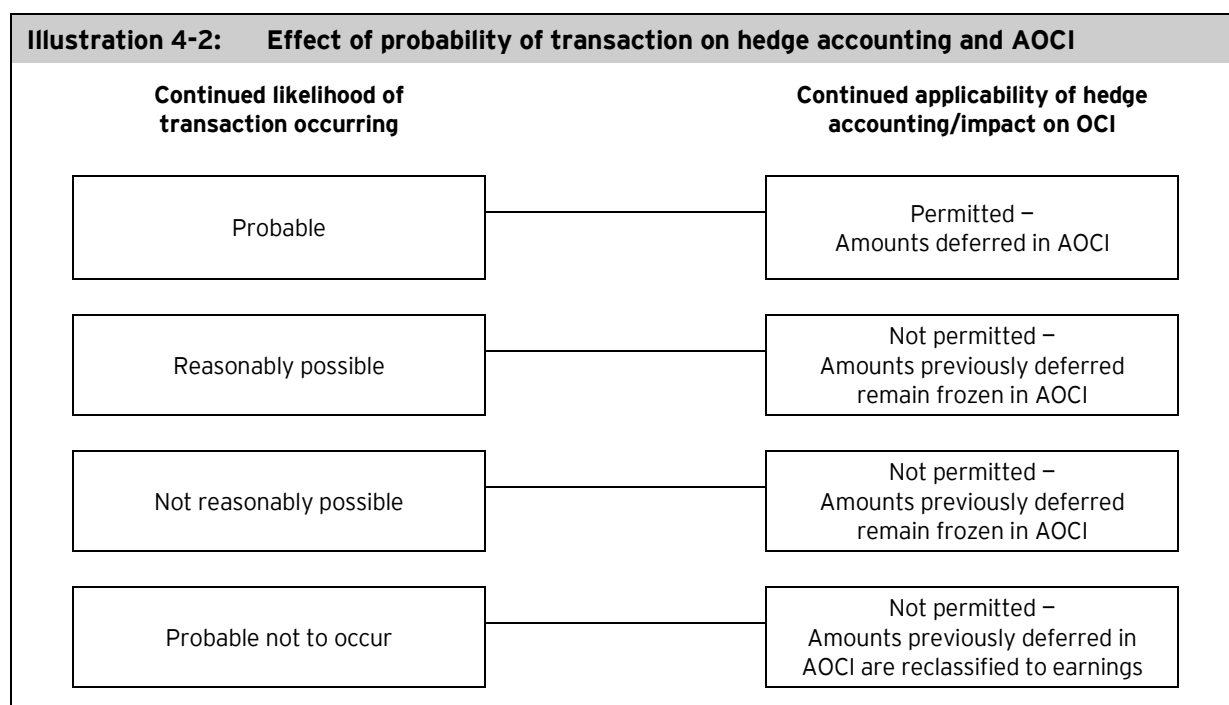 Illustration 4-2: Effect of probability of transaction on hedge accounting and AOCI
Continued likelihood of
transaction occurring
Continued applicability of hedge
accounting/impact on OCI
Probable
Permitted –
Amounts deferred in AOCI
Reasonably possible
Not permitted –
Amounts previously deferred
remain frozen in AOCI
Not reasonably possible
Not permitted –
Amounts previously deferred
remain frozen in AOCI
Probable not to occur
Not permitted –
Amounts previously deferred in
AOCI are reclassified to earnings